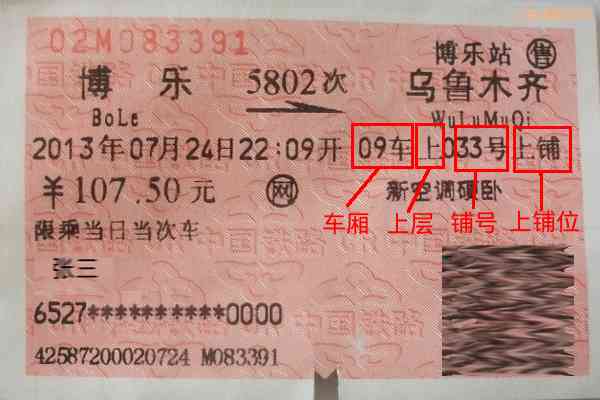 02M083391
博乐站 售
博乐 5802次 乌鲁木齐
BoLe WuLuMuQi
2013年07月24日22:09开 09车上033号上铺
¥107.50元 网 新空调硬卧
车厢 上层 铺号 上铺位
限乘当日当次车
张三
6527**********0000
42587200020724 M083391